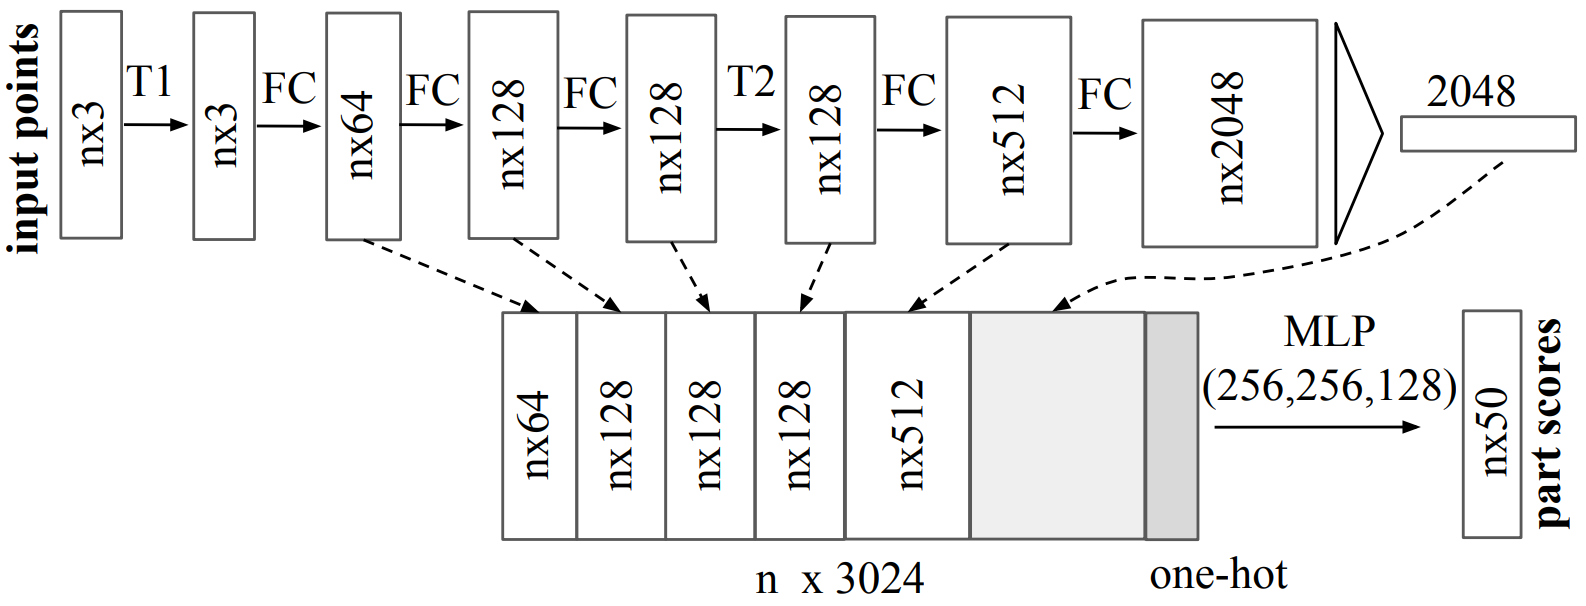 input points
nx3
T1
nx3
FC
nx64
FC
nx128
FC
nx128
T2
nx128
FC
nx512
FC
nx2048
2048
nx64
nx128
nx128
nx128
nx512
MLP
(256,256,128)
nx50
part scores
n x 3024
one-hot